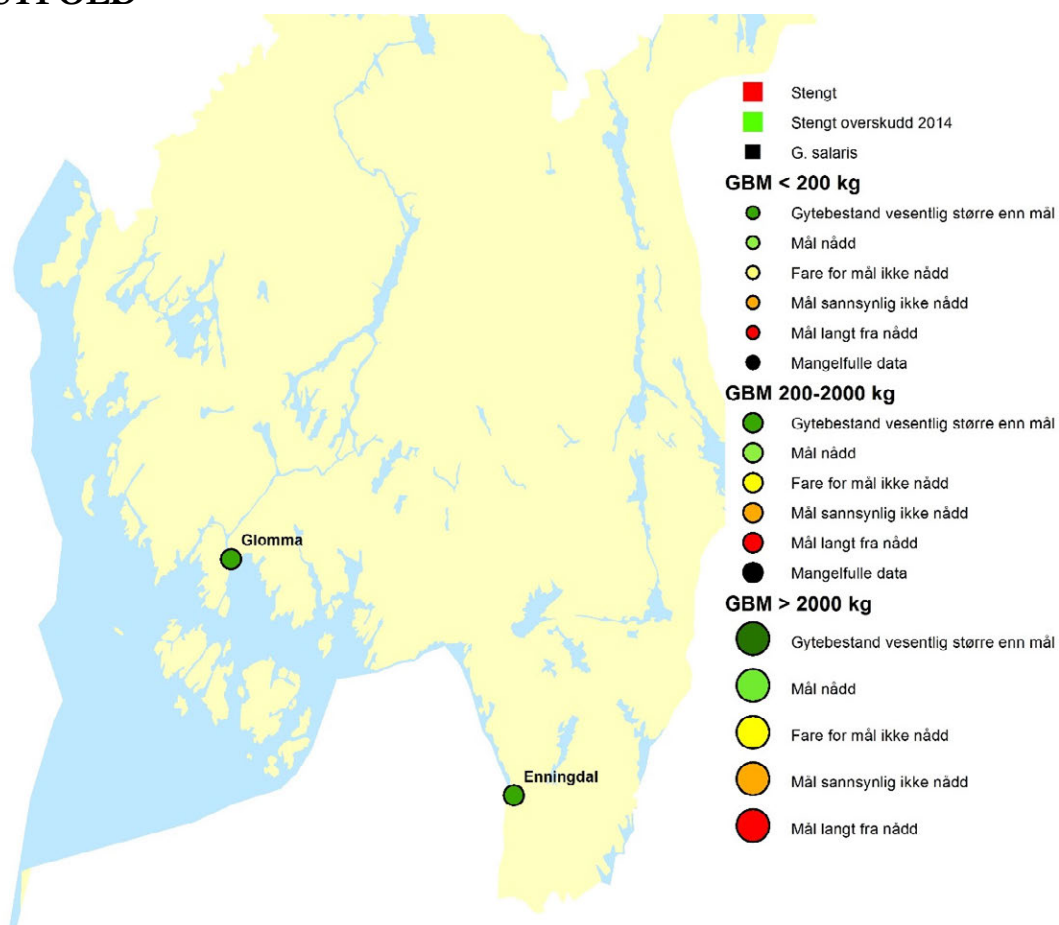 Stengt
Stengt overskudd 2014
G. salaris
GBM < 200 kg
Gytebestand vesentlig større enn mål
Mål nådd
Fare for mål ikke nådd
Mål sannsynlig ikke nådd
Mål langt fra nådd
Mangelfulle data
GBM 200-2000 kg
Gytebestand vesentlig større enn mål
Mål nådd
Fare for mål ikke nådd
Mål sannsynlig ikke nådd
Mål langt fra nådd
Mangelfulle data
GBM > 2000 kg
Gytebestand vesentlig større enn mål
Mål nådd
Fare for mål ikke nådd
Mål sannsynlig ikke nådd
Mål langt fra nådd
Glomma
Enningdal